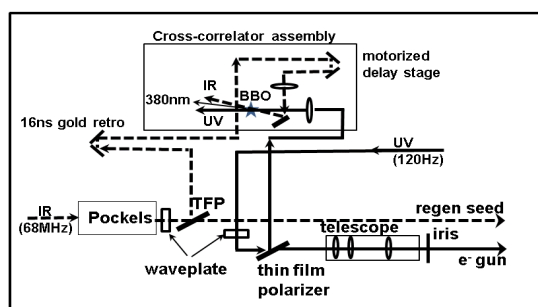 Cross-correlator assembly
motorized
delay stage
IR
BBO
380nm
UV
16ns gold retro
UV
(120Hz)
TFP
IR
(68MHz)
Pockels
regen seed
telescope
iris
waveplate
thin film
polarizer
e- gun